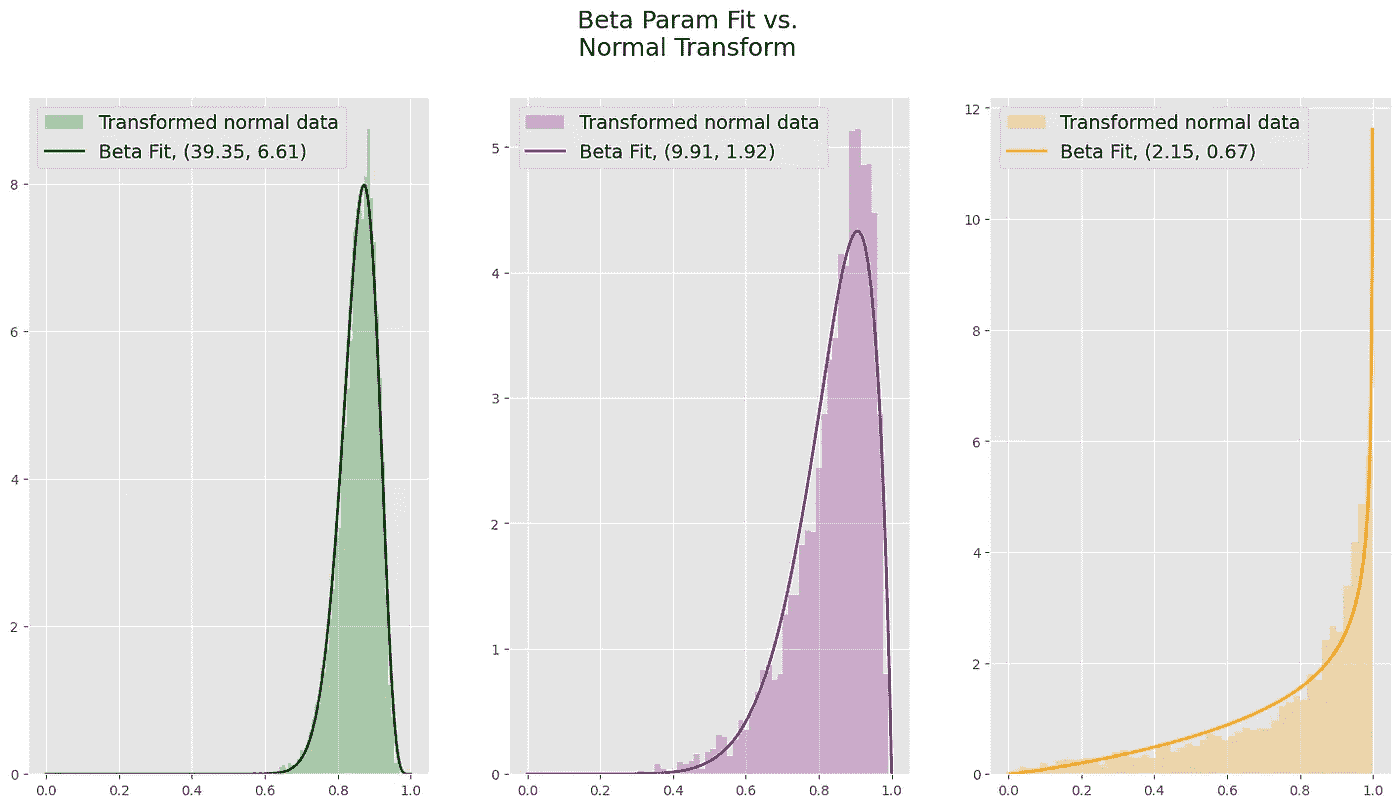 Beta Param Fit vs.
Normal Transform
Transformed normal data
Beta Fit, (39.35, 6.61)
8
6
4
2
0
0.0 0.2 0.4 0.6 0.8 1.0
Transformed normal data
Beta Fit, (9.91, 1.92)
5
4
3
2
1
0
0.0 0.2 0.4 0.6 0.8 1.0
12
Transformed normal data
Beta Fit, (2.15, 0.67)
10
8
6
4
2
0
0.0 0.2 0.4 0.6 0.8 1.0